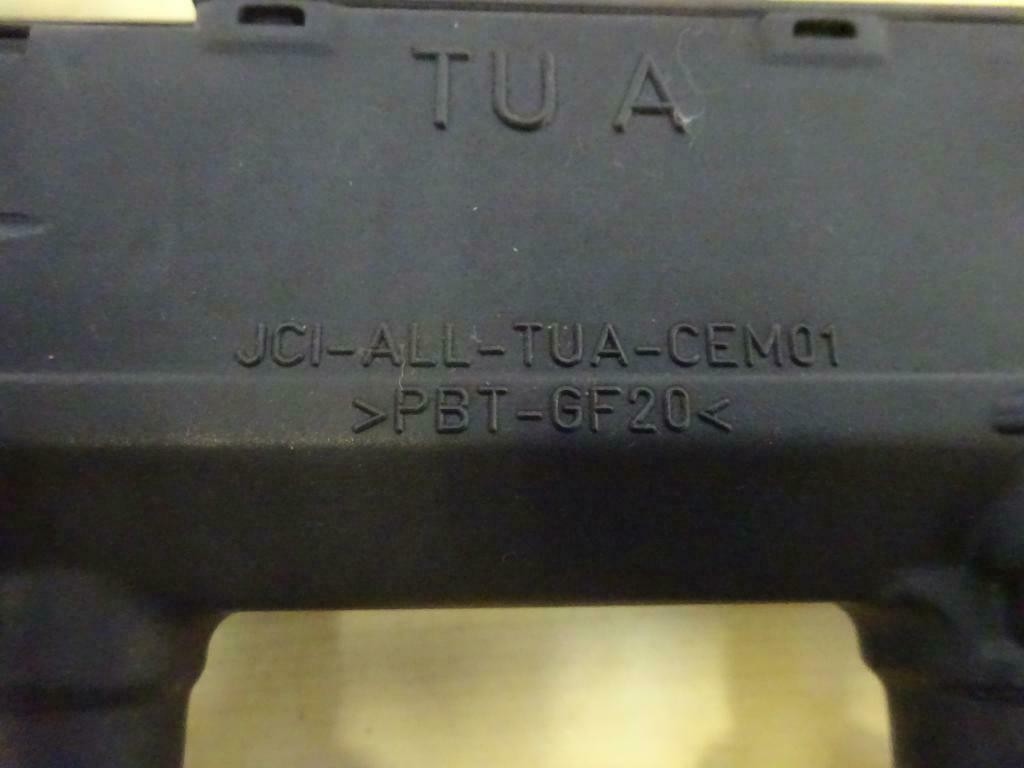 TU A
JCI-ALL-TUA-CEM01
>PBT-GF20<